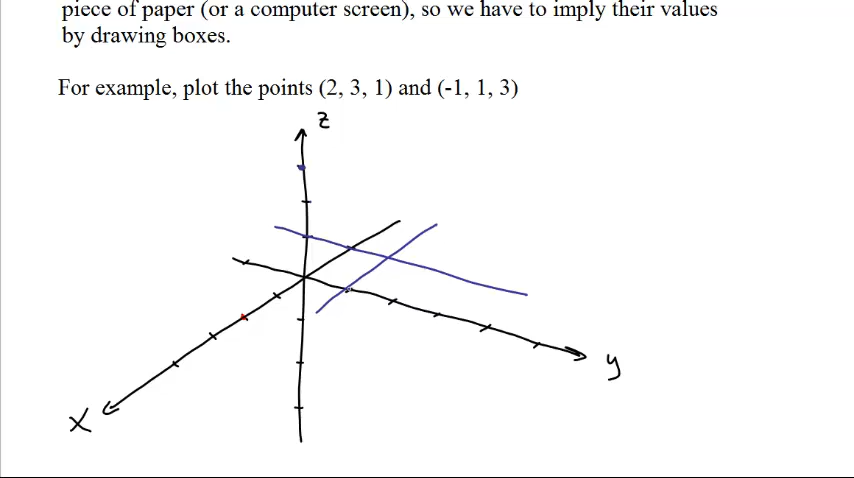 piece of paper (or a computer screen), so we have to imply their values
by drawing boxes.
For example, plot the points (2, 3, 1) and (-1, 1, 3)
z
y
x